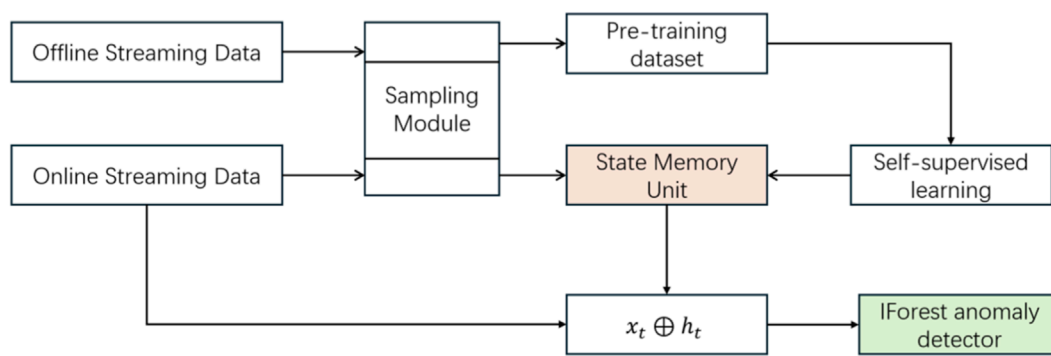 Offline Streaming Data
Sampling
Module
Pre-training
dataset
Online Streaming Data
State Memory
Unit
Self-supervised
learning
x_t ⊕ h_t
IForest anomaly
detector